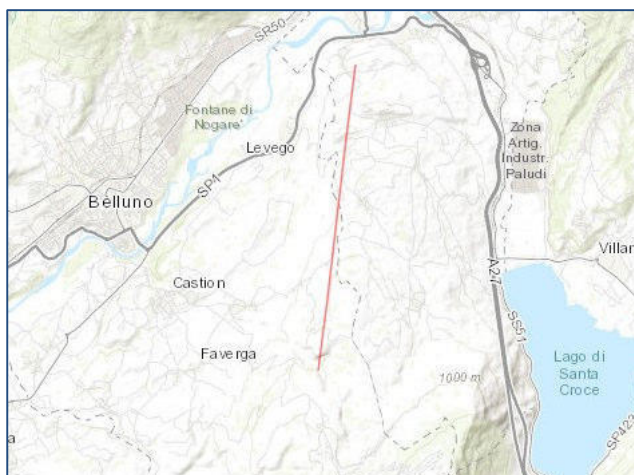 SR50
Fontane di
Nogare'
Levego
Zona
Artig.
Industr.
Paludi
Belluno
SP1
Villan
A27
Castion
SS51
Faverga
Lago di
Santa
Croce
1000 m
a
SP423